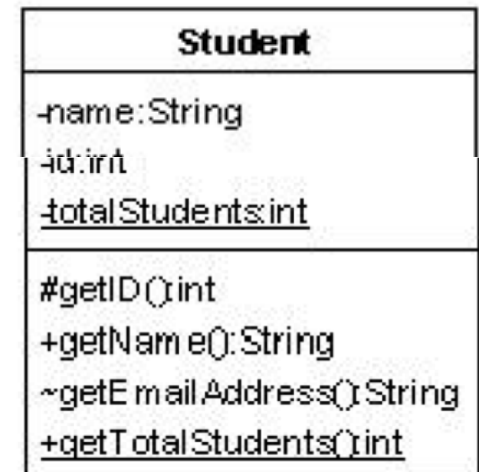 Student
-name:String
-id:int
-totalStudents:int
#getID():int
+getName():String
~getEmailAddress():String
+getTotalStudents():int